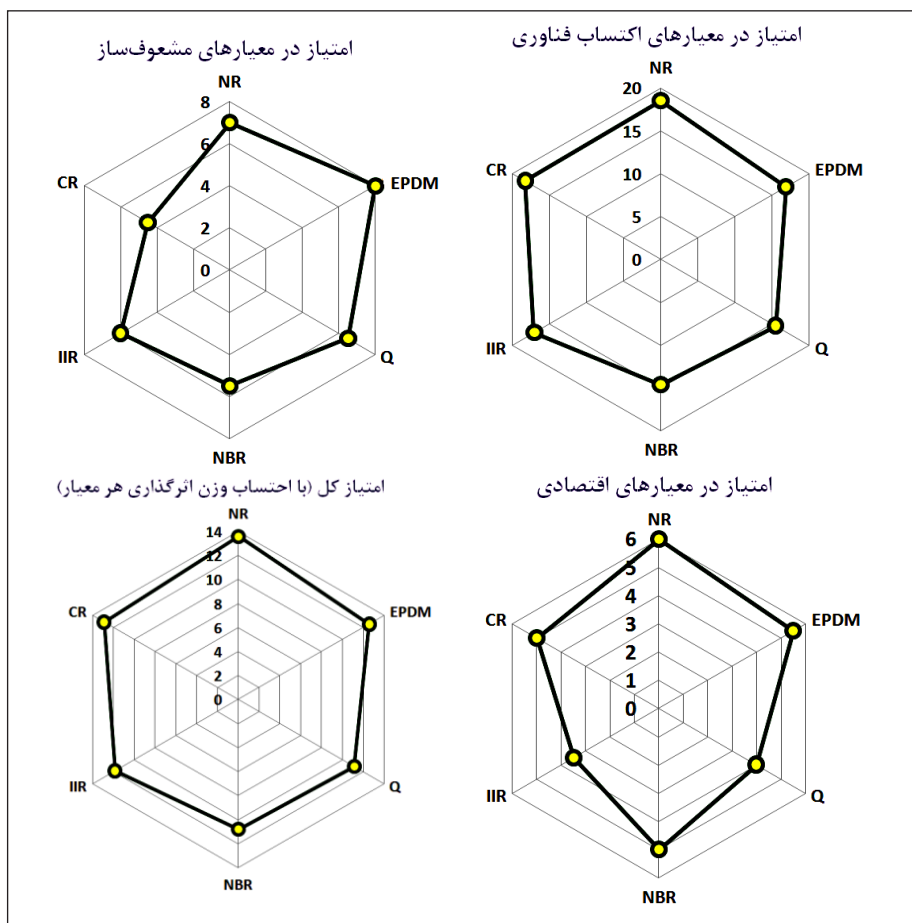 امتیاز در معیارهای اکتساب فناوری
NR
20
15
10
5
0
EPDM
Q
NBR
IIR
CR
امتیاز در معیارهای مشعوف‌ساز
NR
8
6
4
2
0
EPDM
Q
NBR
IIR
CR
امتیاز در معیارهای اقتصادی
NR
6
5
4
3
2
1
0
EPDM
Q
NBR
IIR
CR
امتیاز کل (با احتساب وزن اثرگذاری هر معیار)
NR
14
12
10
8
6
4
2
0
EPDM
Q
NBR
IIR
CR